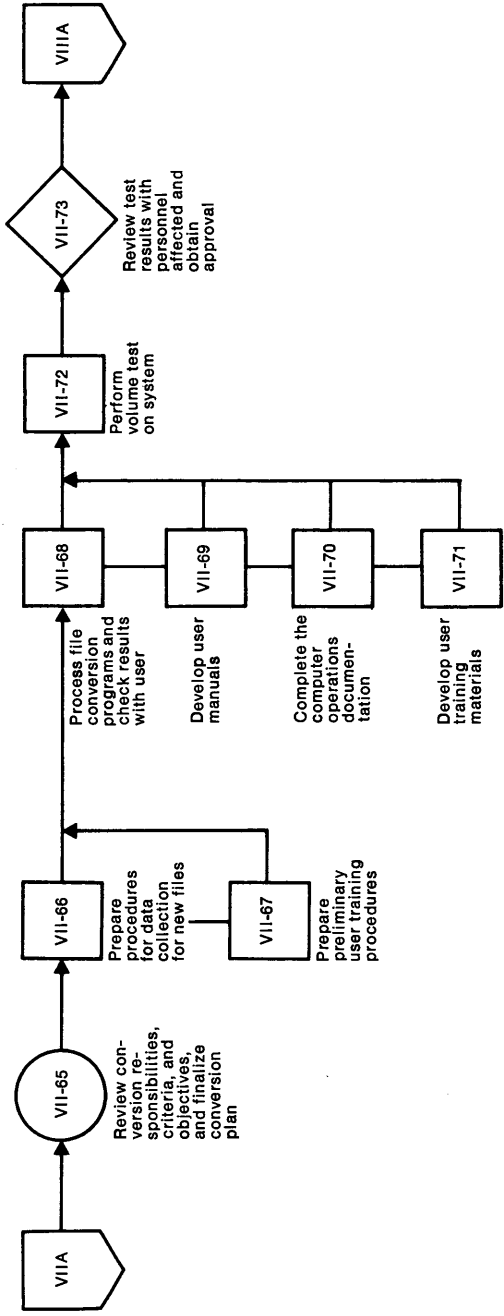 VIIA
VII-65
Review con-
version re-
sponsibilities,
criteria, and
objectives,
and finalize
conversion
plan
VII-66
Prepare
procedures
for data
collection
for new files
VII-67
Prepare
preliminary
user training
procedures
VII-68
Process file
conversion
programs and
check results
with user
VII-69
Develop user
manuals
VII-70
Complete the
computer
operations
documen-
tation
VII-71
Develop user
training
materials
VII-72
Perform
volume test
on system
VII-73
Review test
results with
personnel
affected and
obtain
approval
VIIIA